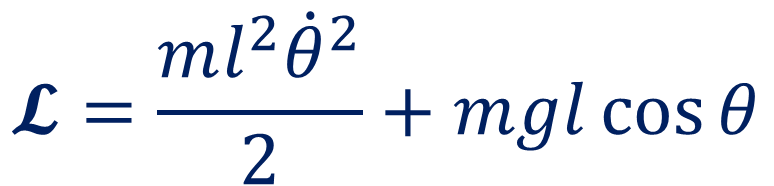 ℒ = ml²θ̇²/2 + mgl cos θ